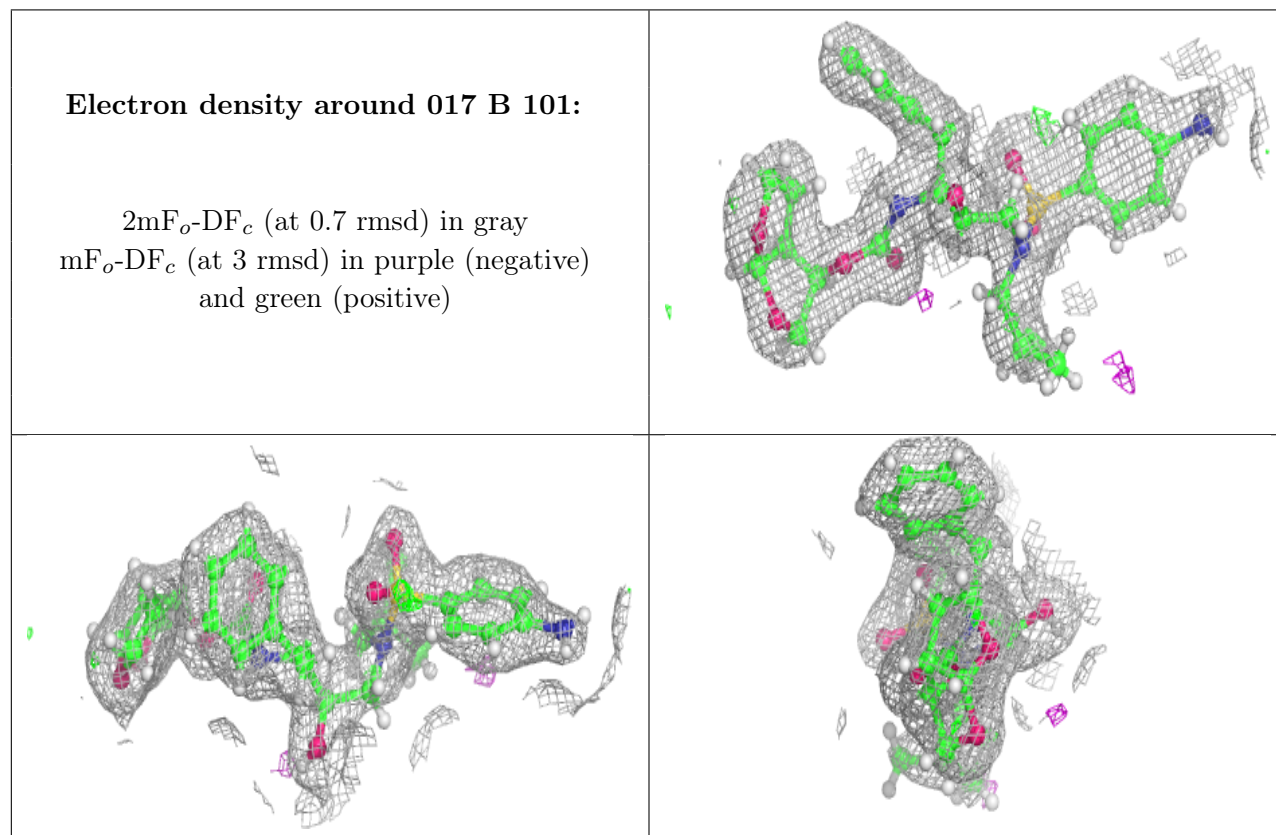 Electron density around 017 B 101:
2mFo-DFc (at 0.7 rmsd) in gray
mFo-DFc (at 3 rmsd) in purple (negative)
and green (positive)